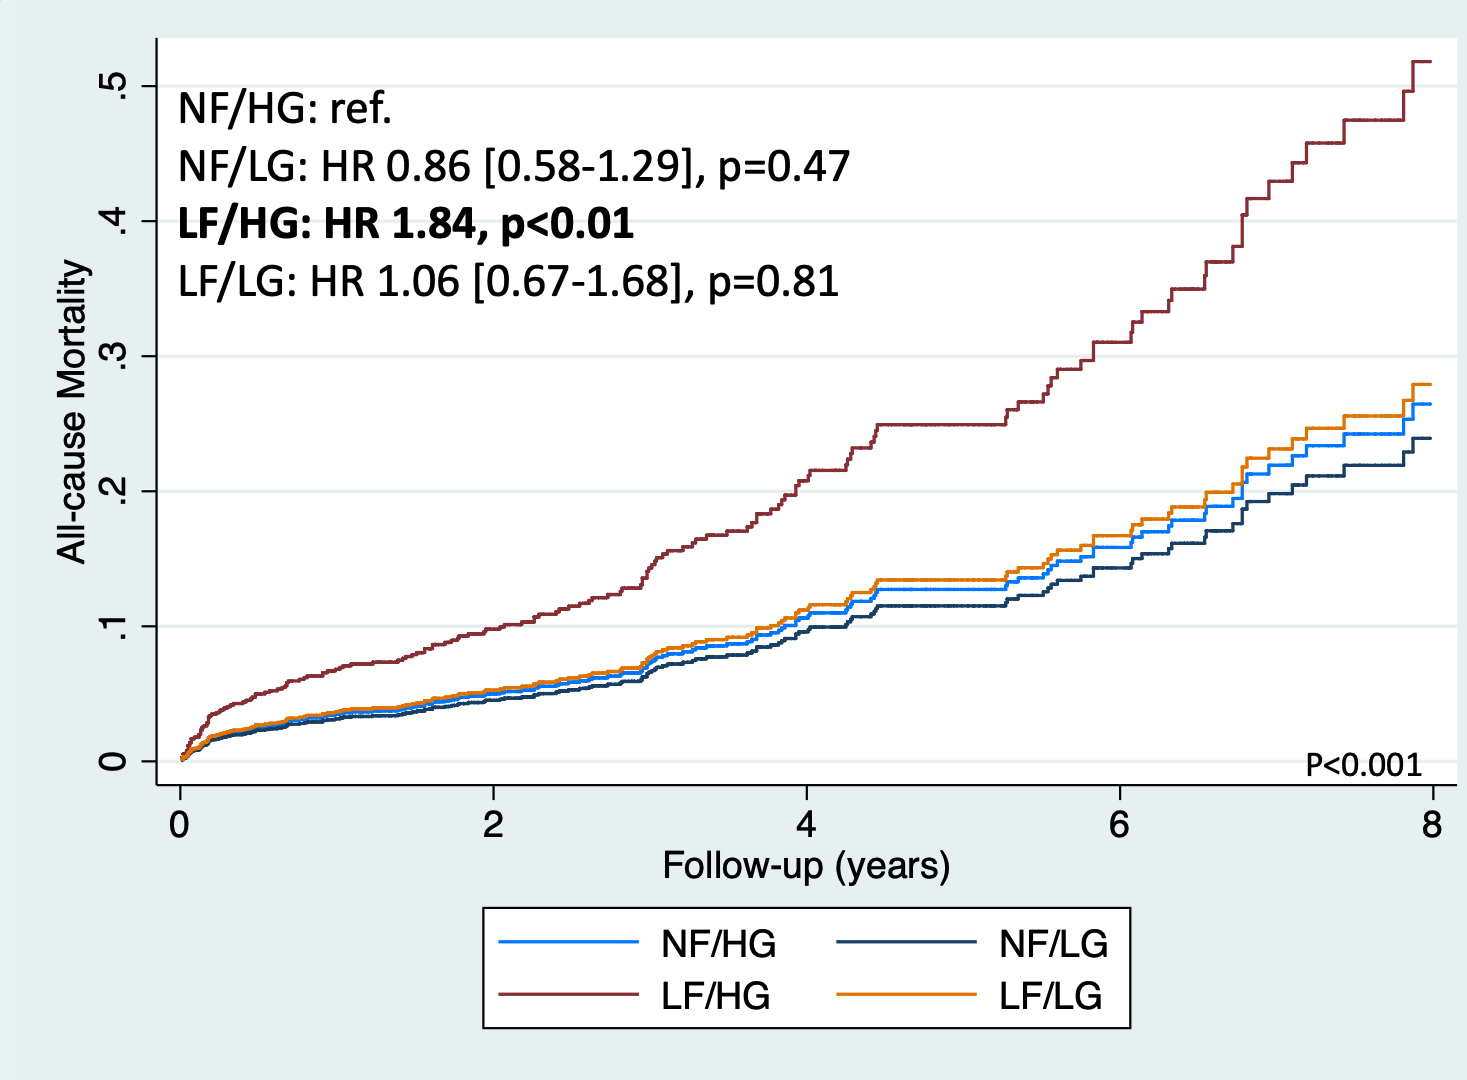 NF/HG: ref.
NF/LG: HR 0.86 [0.58-1.29], p=0.47
LF/HG: HR 1.84, p<0.01
LF/LG: HR 1.06 [0.67-1.68], p=0.81
All-cause Mortality
.5
.4
.3
.2
.1
0
P<0.001
0 2 4 6 8
Follow-up (years)
NF/HG NF/LG
LF/HG LF/LG